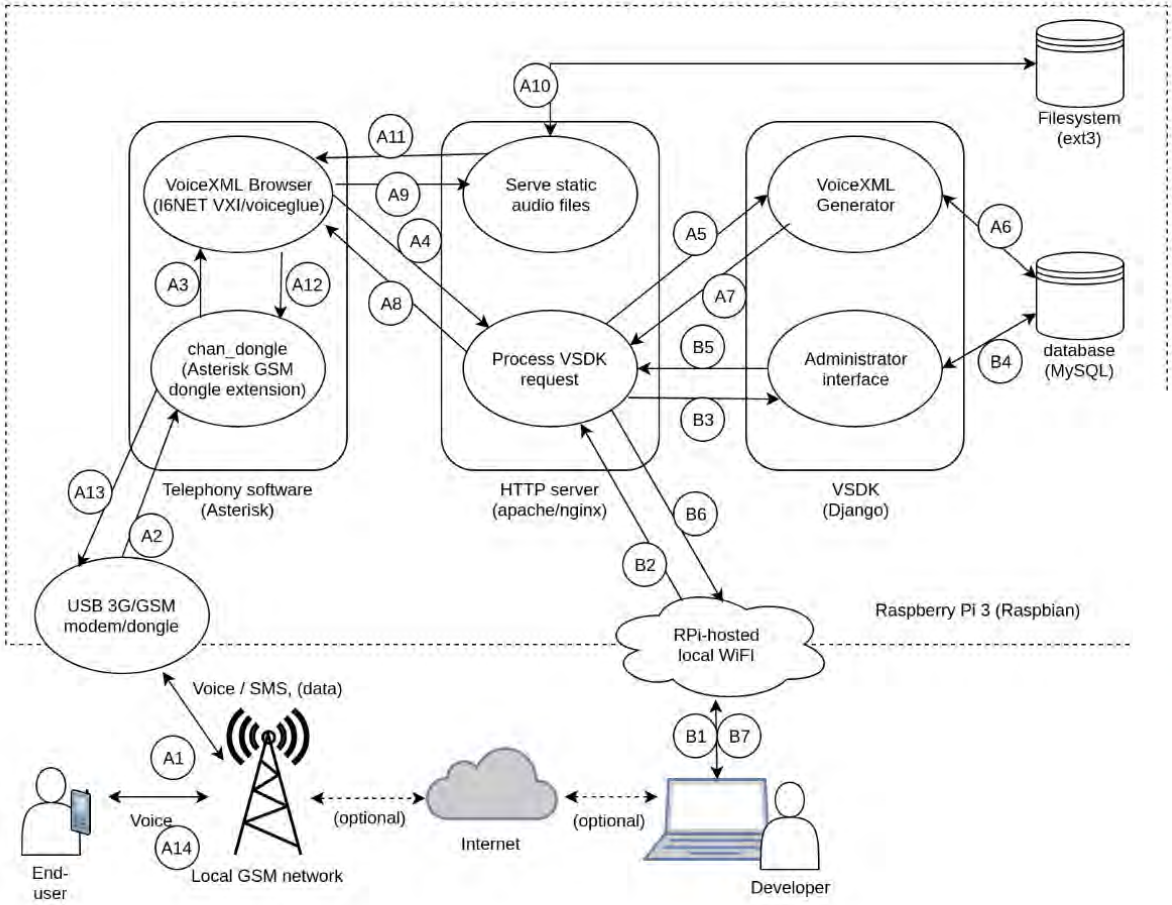 A10
Filesystem
(ext3)
A11
VoiceXML Browser
(I6NET VXI/voiceglue)
A9
Serve static
audio files
VoiceXML
Generator
A4
A5
A6
A3
A12
A8
A7
chan_dongle
(Asterisk GSM
dongle extension)
Process VSDK
request
B5
Administrator
interface
B4
database
(MySQL)
B3
A13
Telephony software
(Asterisk)
HTTP server
(apache/nginx)
VSDK
(Django)
A2
B6
B2
USB 3G/GSM
modem/dongle
RPi-hosted
local WiFI
Raspberry Pi 3 (Raspbian)
Voice / SMS, (data)
A1
B1
B7
Voice
A14
(optional)
(optional)
Internet
End-
user
Local GSM network
Developer